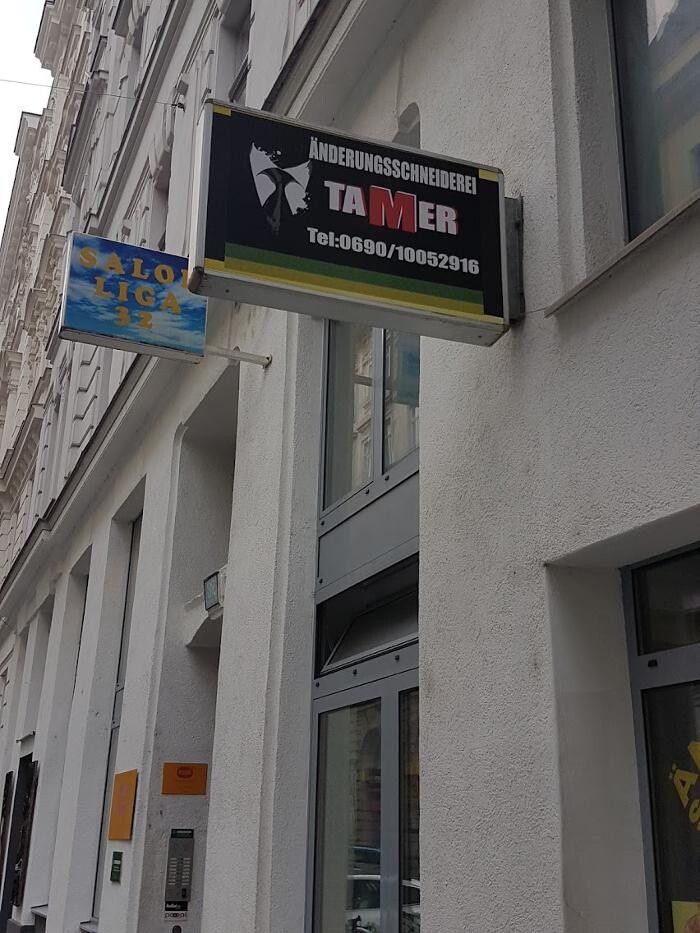 ÄNDERUNGSSCHNEIDEREI
TAMER
Tel:0690/10052916
SALO
LIGA
32